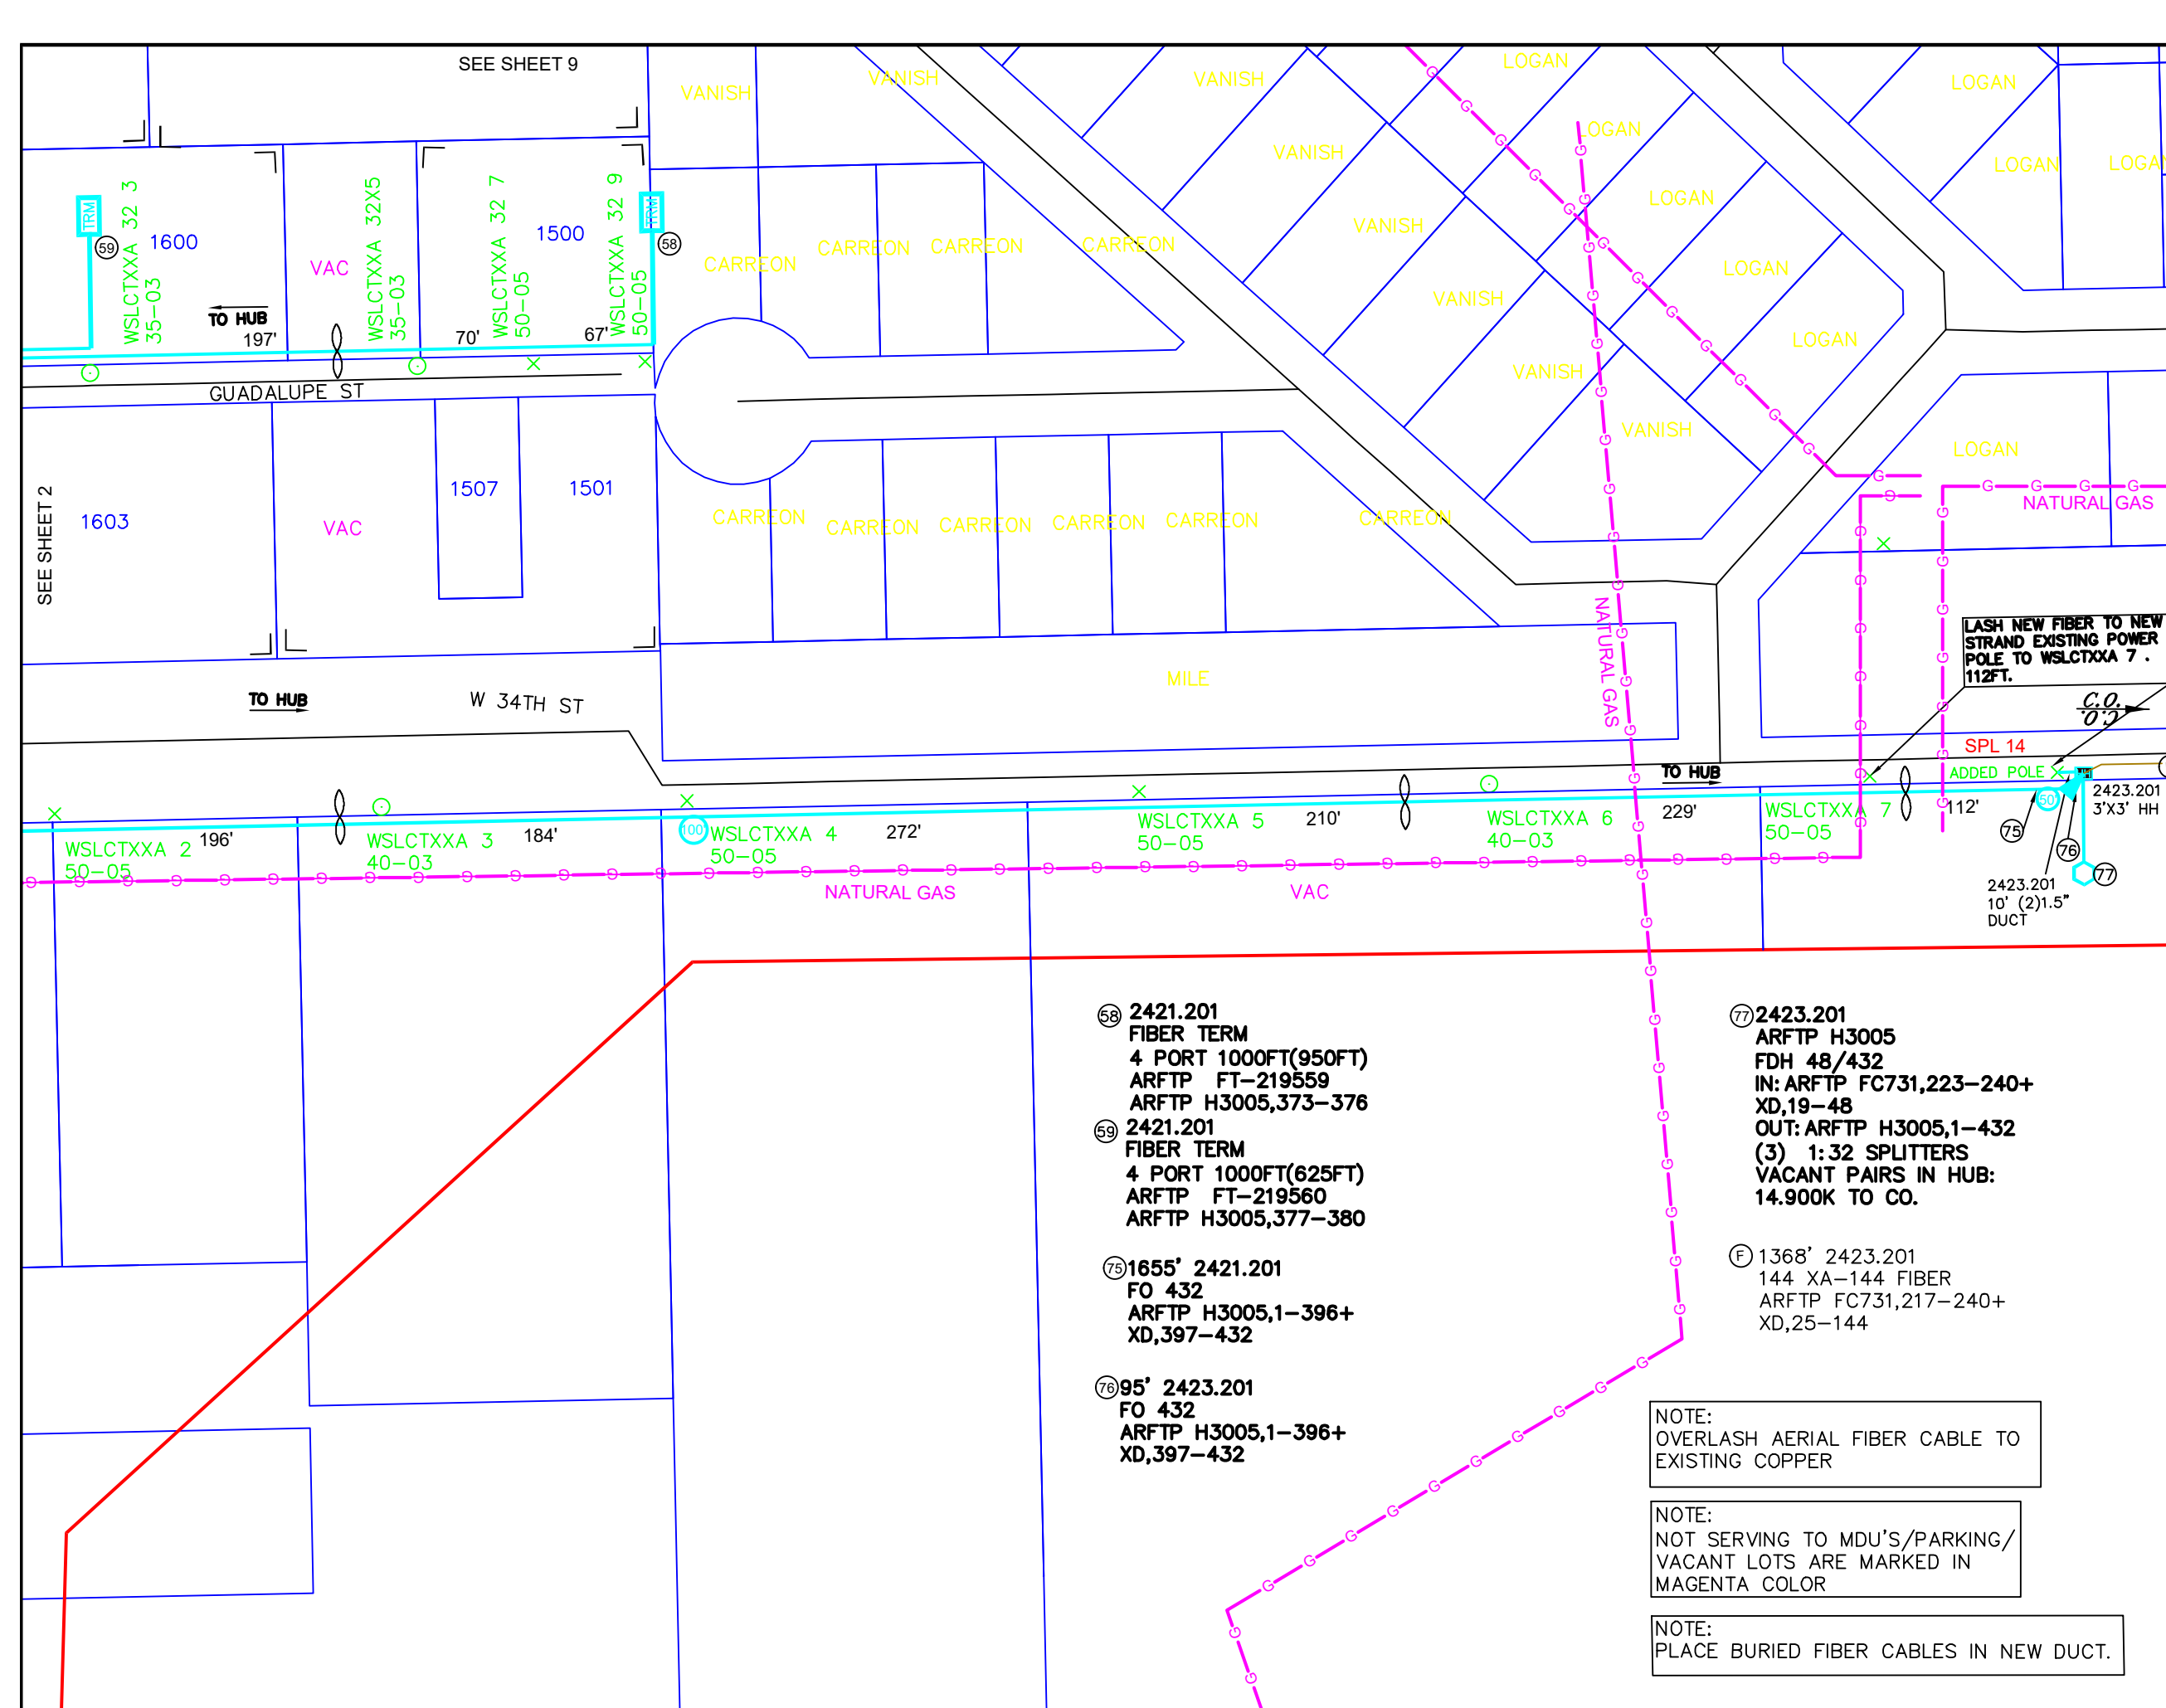 SEE SHEET 9
VANISH
VANISH
VANISH
LOGAN
LOGAN
VANISH
LOGAN
LOGAN
LOGA
VANISH
LOGAN
VANISH
LOGAN
VANISH
LOGAN
VANISH
VANISH
LOGAN
CARREON
CARREON
CARREON
CARREON
TRM
59
WSLCTXXA 32 3
35-03
1600
TO HUB
197'
VAC
WSLCTXXA 32X5
35-03
70'
WSLCTXXA 32 7
50-05
1500
67'
WSLCTXXA 32 9
50-05
TRM
58
GUADALUPE ST
SEE SHEET 2
1603
VAC
1507
1501
CARREON
CARREON
CARREON
CARREON
CARREON
CARREON
NATURAL GAS
NATURAL GAS
MILE
TO HUB
W 34TH ST
LASH NEW FIBER TO NEW
STRAND EXISTING POWER
POLE TO WSLCTXXA 7 .
112FT.
C.O.
C.O.
SPL 14
ADDED POLE
HH
TO HUB
WSLCTXXA 2
50-05
196'
WSLCTXXA 3
40-03
184'
100
WSLCTXXA 4
50-05
272'
WSLCTXXA 5
50-05
210'
WSLCTXXA 6
40-03
229'
WSLCTXXA 7
50-05
112'
50
2423.201
3'X3' HH
75
76
77
2423.201
10' (2)1.5"
DUCT
NATURAL GAS
VAC
58 2421.201
FIBER TERM
4 PORT 1000FT(950FT)
ARFTP FT-219559
ARFTP H3005,373-376
59 2421.201
FIBER TERM
4 PORT 1000FT(625FT)
ARFTP FT-219560
ARFTP H3005,377-380
75 1655' 2421.201
FO 432
ARFTP H3005,1-396+
XD,397-432
76 95' 2423.201
FO 432
ARFTP H3005,1-396+
XD,397-432
77 2423.201
ARFTP H3005
FDH 48/432
IN: ARFTP FC731,223-240+
XD,19-48
OUT: ARFTP H3005,1-432
(3) 1:32 SPLITTERS
VACANT PAIRS IN HUB:
14.900K TO CO.
F 1368' 2423.201
144 XA-144 FIBER
ARFTP FC731,217-240+
XD,25-144
NOTE:
OVERLASH AERIAL FIBER CABLE TO
EXISTING COPPER
NOTE:
NOT SERVING TO MDU'S/PARKING/
VACANT LOTS ARE MARKED IN
MAGENTA COLOR
NOTE:
PLACE BURIED FIBER CABLES IN NEW DUCT.